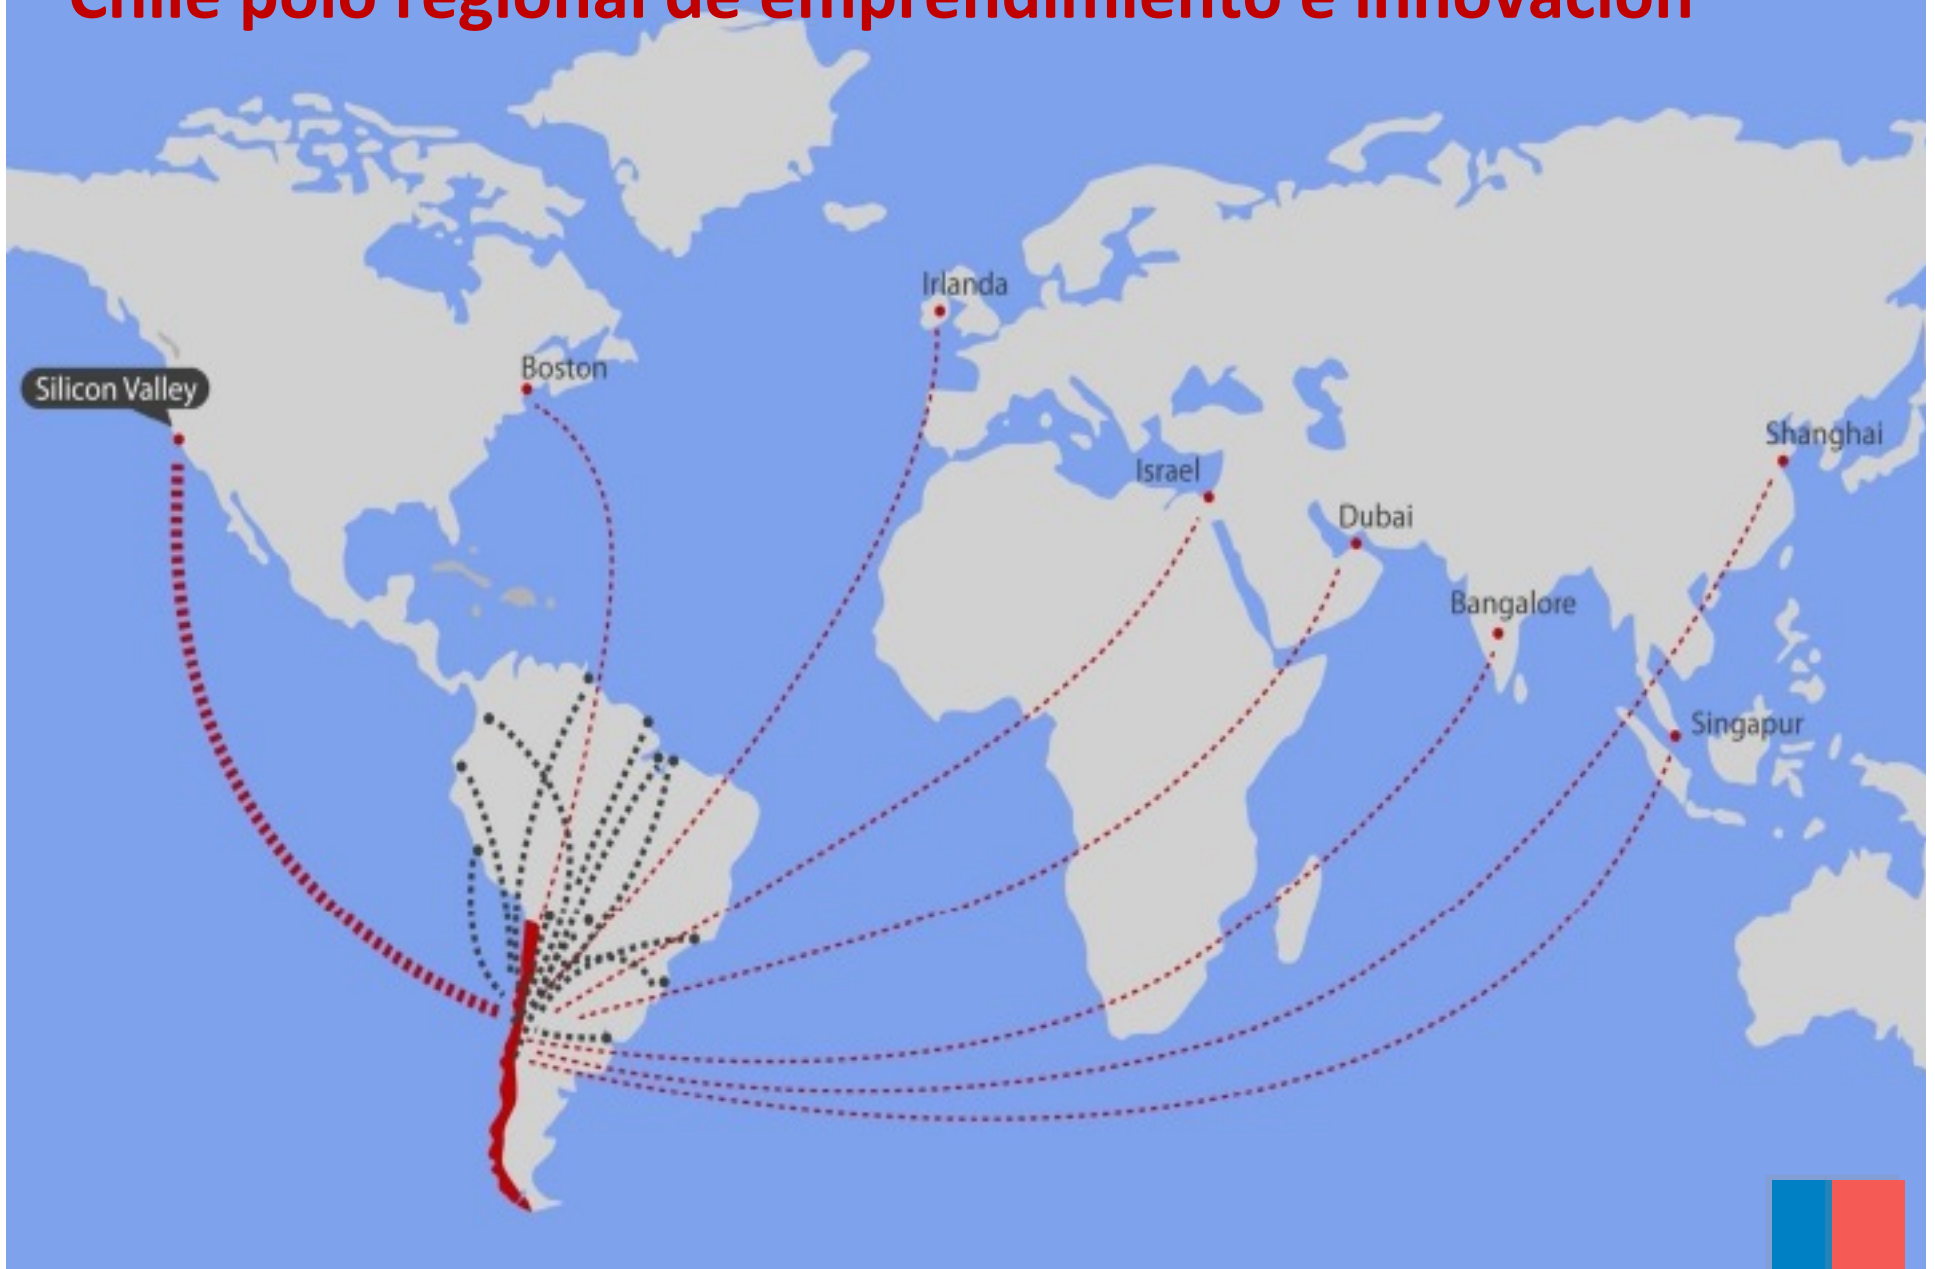 Chile polo regional de emprendimiento e innovación
Irlanda
Boston
Silicon Valley
Shanghai
Israel
Dubai
Bangalore
Singapur